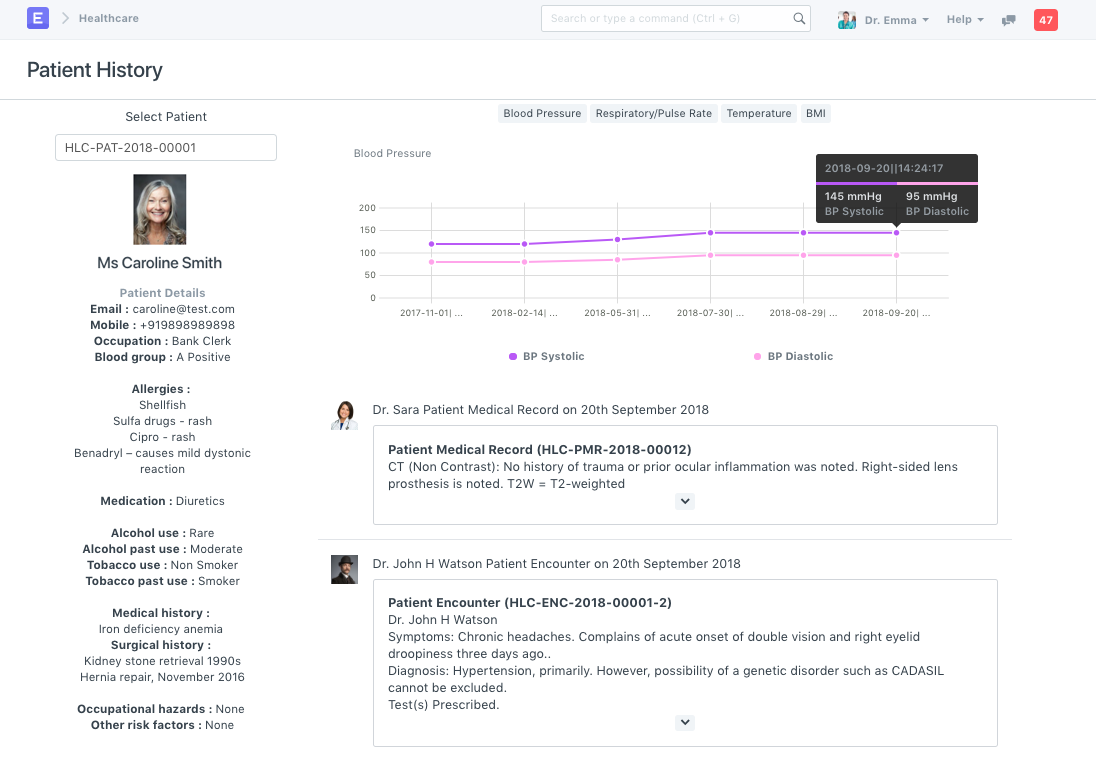 E
Healthcare
Search or type a command (Ctrl + G)
Dr. Emma
Help
47
Patient History
Select Patient
HLC-PAT-2018-00001
Ms Caroline Smith
Patient Details
Email : caroline@test.com
Mobile : +919898989898
Occupation : Bank Clerk
Blood group : A Positive
Allergies :
Shellfish
Sulfa drugs - rash
Cipro - rash
Benadryl – causes mild dystonic
reaction
Medication : Diuretics
Alcohol use : Rare
Alcohol past use : Moderate
Tobacco use : Non Smoker
Tobacco past use : Smoker
Medical history :
Iron deficiency anemia
Surgical history :
Kidney stone retrieval 1990s
Hernia repair, November 2016
Occupational hazards : None
Other risk factors : None
Blood Pressure
Respiratory/Pulse Rate
Temperature
BMI
Blood Pressure
2018-09-20||14:24:17
145 mmHg
95 mmHg
BP Systolic
BP Diastolic
200
150
100
50
0
2017-11-01| ...
2018-02-14| ...
2018-05-31| ...
2018-07-30| ...
2018-08-29| ...
2018-09-20| ...
BP Systolic
BP Diastolic
Dr. Sara Patient Medical Record on 20th September 2018
Patient Medical Record (HLC-PMR-2018-00012)
CT (Non Contrast): No history of trauma or prior ocular inflammation was noted. Right-sided lens
prosthesis is noted. T2W = T2-weighted
Dr. John H Watson Patient Encounter on 20th September 2018
Patient Encounter (HLC-ENC-2018-00001-2)
Dr. John H Watson
Symptoms: Chronic headaches. Complains of acute onset of double vision and right eyelid
droopiness three days ago..
Diagnosis: Hypertension, primarily. However, possibility of a genetic disorder such as CADASIL
cannot be excluded.
Test(s) Prescribed.